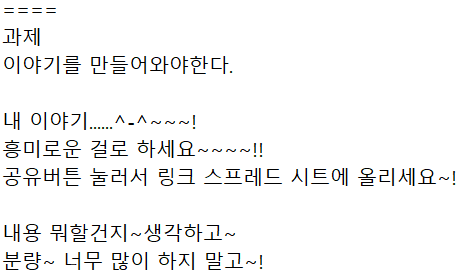 ====
과제
이야기를 만들어와야한다.
내 이야기......^-^~~~!
흥미로운 걸로 하세요~~~~!!
공유버튼 눌러서 링크 스프레드 시트에 올리세요~!
내용 뭐할건지~생각하고~
분량~ 너무 많이 하지 말고~!